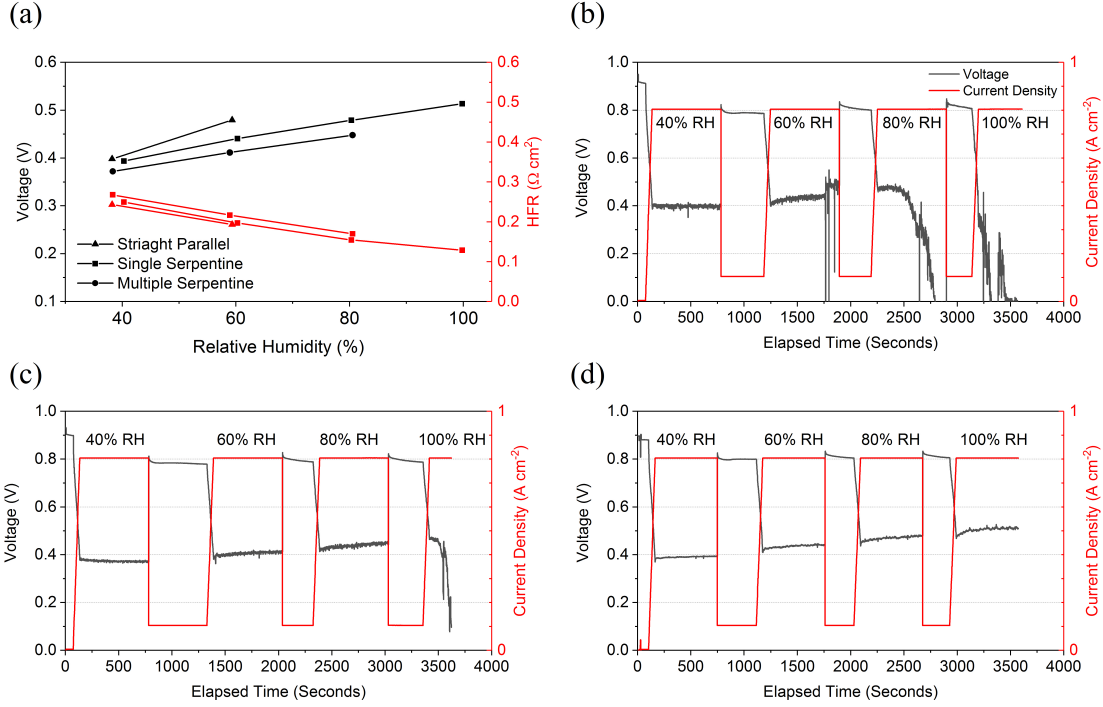 (a)
0.6
0.5
0.4
0.3
0.2
0.1
Voltage (V)
0.6
0.5
0.4
0.3
0.2
0.1
0.0
HFR (Ω cm²)
Striaght Parallel
Single Serpentine
Multiple Serpentine
40 60 80 100
Relative Humidity (%)
(b)
1.0
0.8
0.6
0.4
0.2
0.0
Voltage (V)
1
0
Current Density (A cm⁻²)
Voltage
Current Density
40% RH 60% RH 80% RH 100% RH
0 500 1000 1500 2000 2500 3000 3500 4000
Elapsed Time (Seconds)
(c)
1.0
0.8
0.6
0.4
0.2
0.0
Voltage (V)
1
0
Current Density (A cm⁻²)
40% RH 60% RH 80% RH 100% RH
0 500 1000 1500 2000 2500 3000 3500 4000
Elapsed Time (Seconds)
(d)
1.0
0.8
0.6
0.4
0.2
0.0
Voltage (V)
1
0
Current Density (A cm⁻²)
40% RH 60% RH 80% RH 100% RH
0 500 1000 1500 2000 2500 3000 3500 4000
Elapsed Time (Seconds)